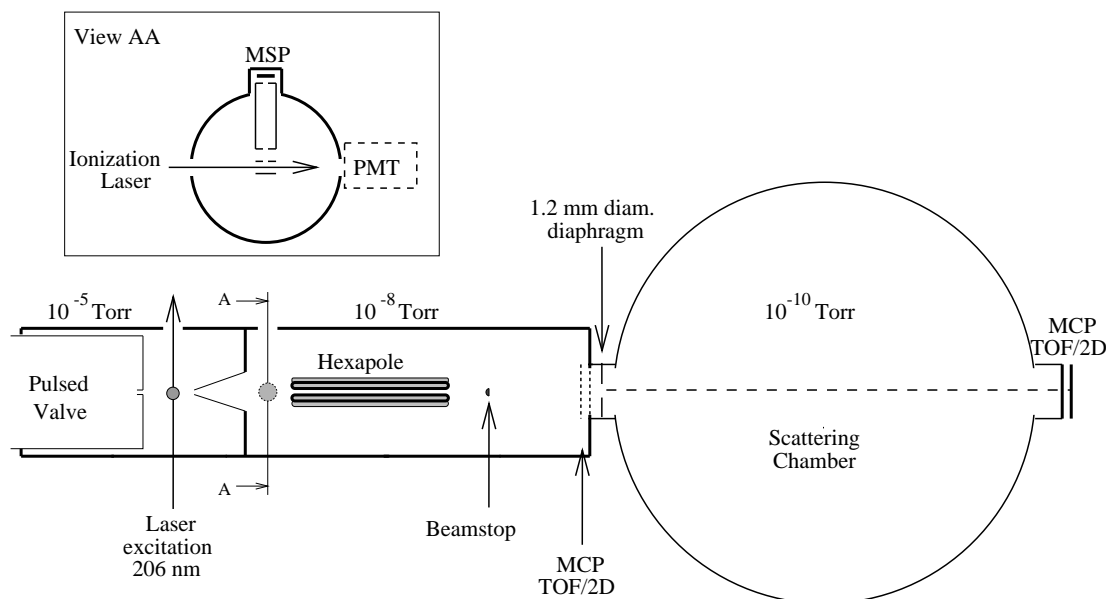 View AA
MSP
Ionization
Laser
PMT
1.2 mm diam.
diaphragm
10⁻⁵ Torr
A
10⁻⁸ Torr
10⁻¹⁰ Torr
MCP
TOF/2D
Hexapole
Pulsed
Valve
Scattering
Chamber
A
Laser
excitation
206 nm
Beamstop
MCP
TOF/2D